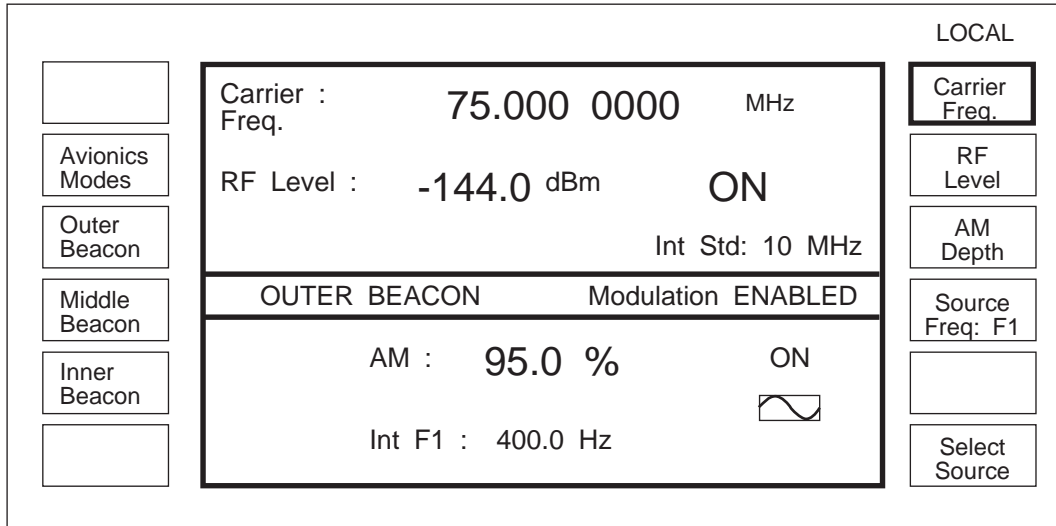 LOCAL
Avionics
Modes
Outer
Beacon
Middle
Beacon
Inner
Beacon
Carrier :
Freq.
75.000 0000 MHz
RF Level : -144.0 dBm ON
Int Std: 10 MHz
OUTER BEACON Modulation ENABLED
AM : 95.0 % ON
Int F1 : 400.0 Hz
Carrier
Freq.
RF
Level
AM
Depth
Source
Freq: F1
Select
Source